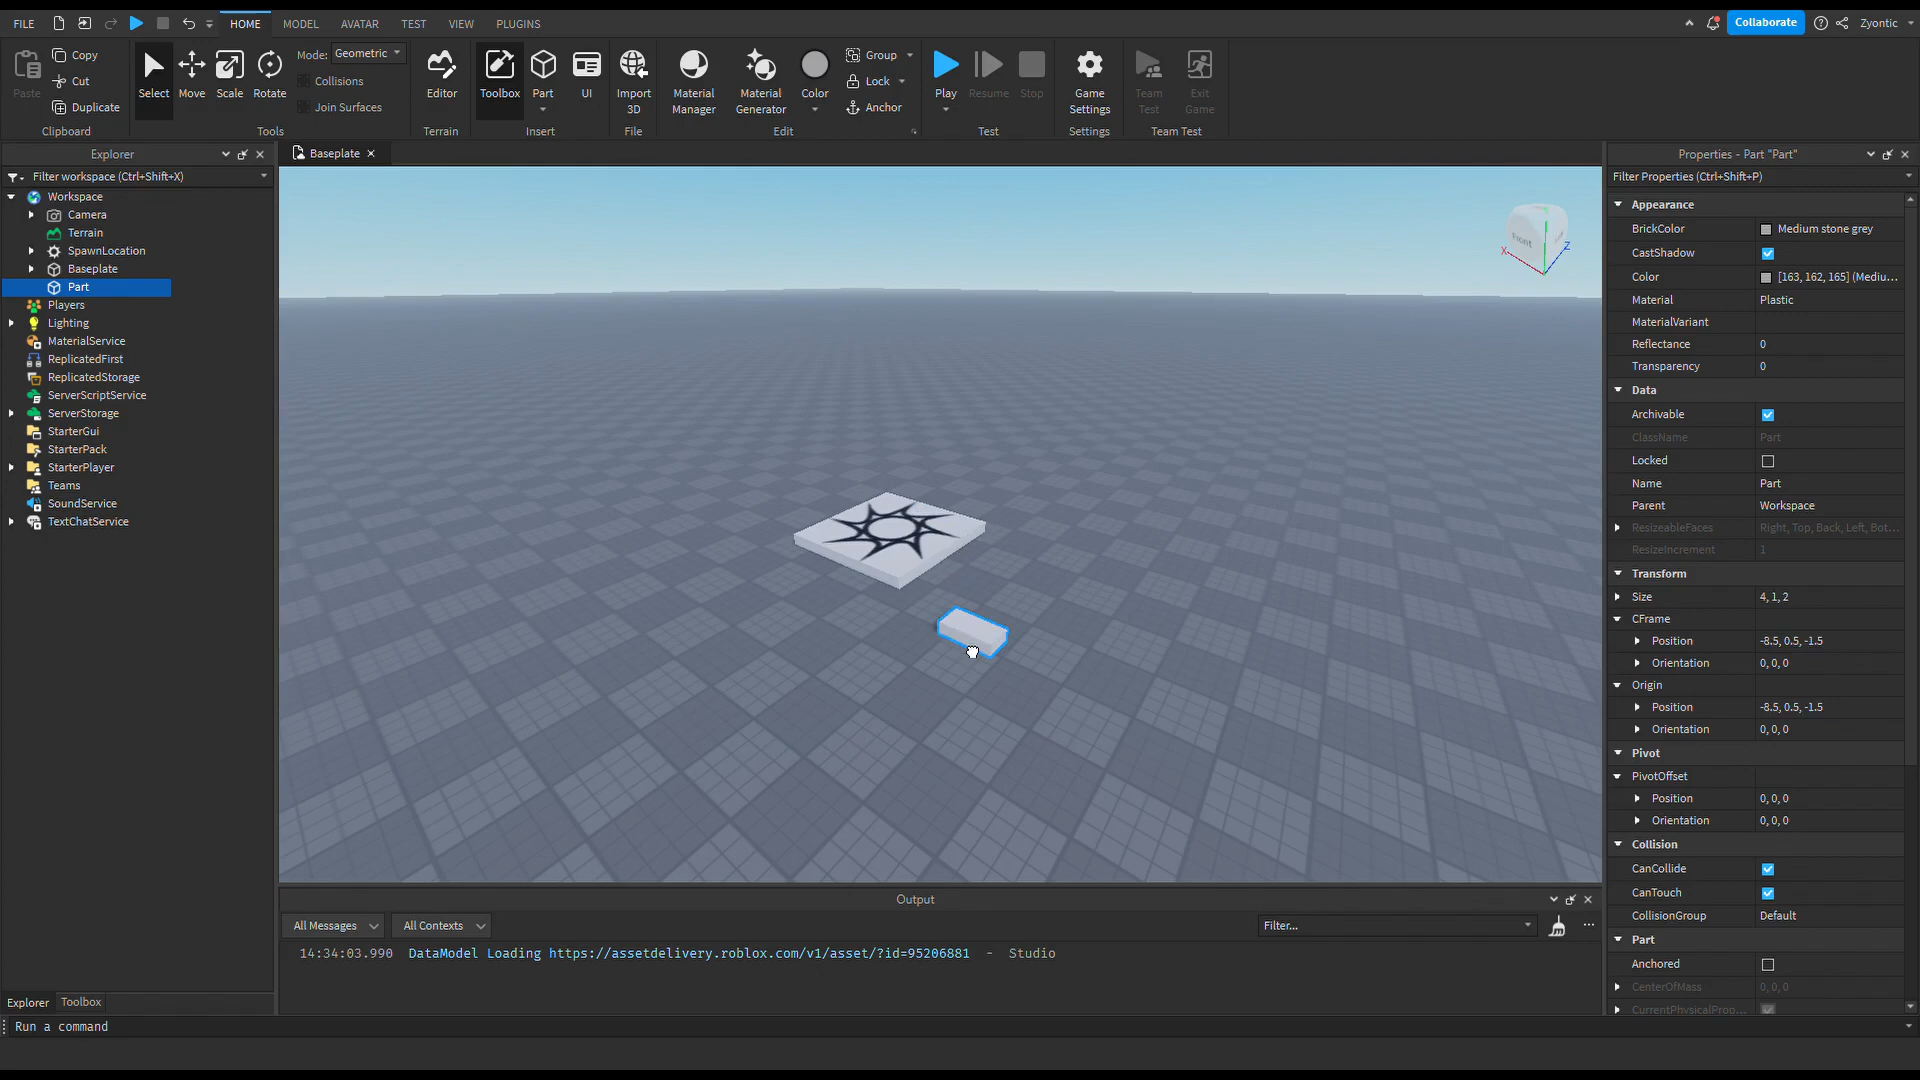 FILE HOME MODEL AVATAR TEST VIEW PLUGINS Collaborate Zyontic
Paste Copy Cut Duplicate Clipboard
Select Move Scale Rotate Mode: Geometric Collisions Join Surfaces Tools
Editor Terrain
Toolbox Part UI Insert
Import 3D File
Material Manager Material Generator Color Group Lock Anchor Edit
Play Resume Stop Test
Game Settings Settings
Team Test Exit Game Team Test
Explorer
Filter workspace (Ctrl+Shift+X)
Workspace
Camera
Terrain
SpawnLocation
Baseplate
Part
Players
Lighting
MaterialService
ReplicatedFirst
ReplicatedStorage
ServerScriptService
ServerStorage
StarterGui
StarterPack
StarterPlayer
Teams
SoundService
TextChatService
Explorer Toolbox
Baseplate
Front
X
Z
Output
All Messages All Contexts Filter...
14:34:03.990 DataModel Loading https://assetdelivery.roblox.com/v1/asset/?id=95206881 - Studio
Properties - Part "Part"
Filter Properties (Ctrl+Shift+P)
Appearance
BrickColor Medium stone grey
CastShadow
Color [163, 162, 165] (Mediu...
Material Plastic
MaterialVariant
Reflectance 0
Transparency 0
Data
Archivable
ClassName Part
Locked
Name Part
Parent Workspace
ResizeableFaces Right, Top, Back, Left, Bot...
ResizeIncrement 1
Transform
Size 4, 1, 2
CFrame
Position -8.5, 0.5, -1.5
Orientation 0, 0, 0
Origin
Position -8.5, 0.5, -1.5
Orientation 0, 0, 0
Pivot
PivotOffset
Position 0, 0, 0
Orientation 0, 0, 0
Collision
CanCollide
CanTouch
CollisionGroup Default
Part
Anchored
CenterOfMass 0, 0, 0
CurrentPhysicalProp...
Run a command